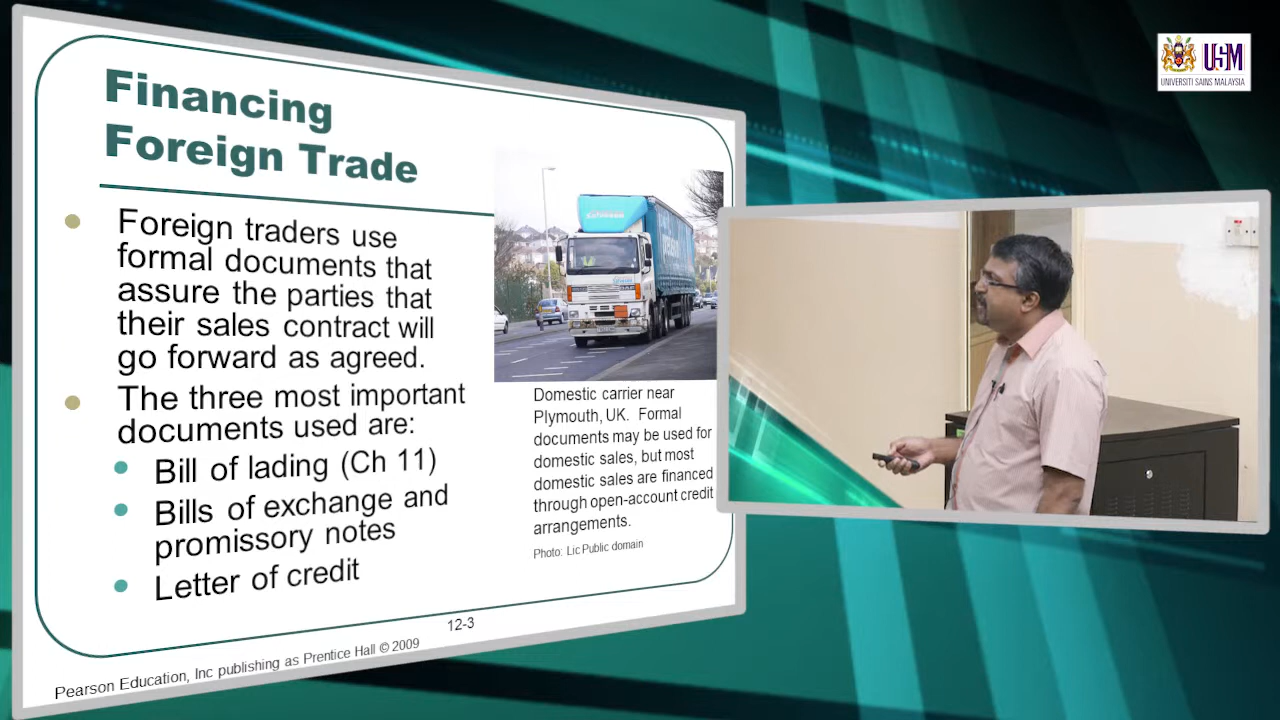 Financing
Foreign Trade
Foreign traders use
formal documents that
assure the parties that
their sales contract will
go forward as agreed.
The three most important
documents used are:
Bill of lading (Ch 11)
Bills of exchange and
promissory notes
Letter of credit
Domestic carrier near
Plymouth, UK. Formal
documents may be used for
domestic sales, but most
domestic sales are financed
through open-account credit
arrangements.
Photo: Lic Public domain
12-3
Pearson Education, Inc publishing as Prentice Hall © 2009
USM
UNIVERSITI SAINS MALAYSIA